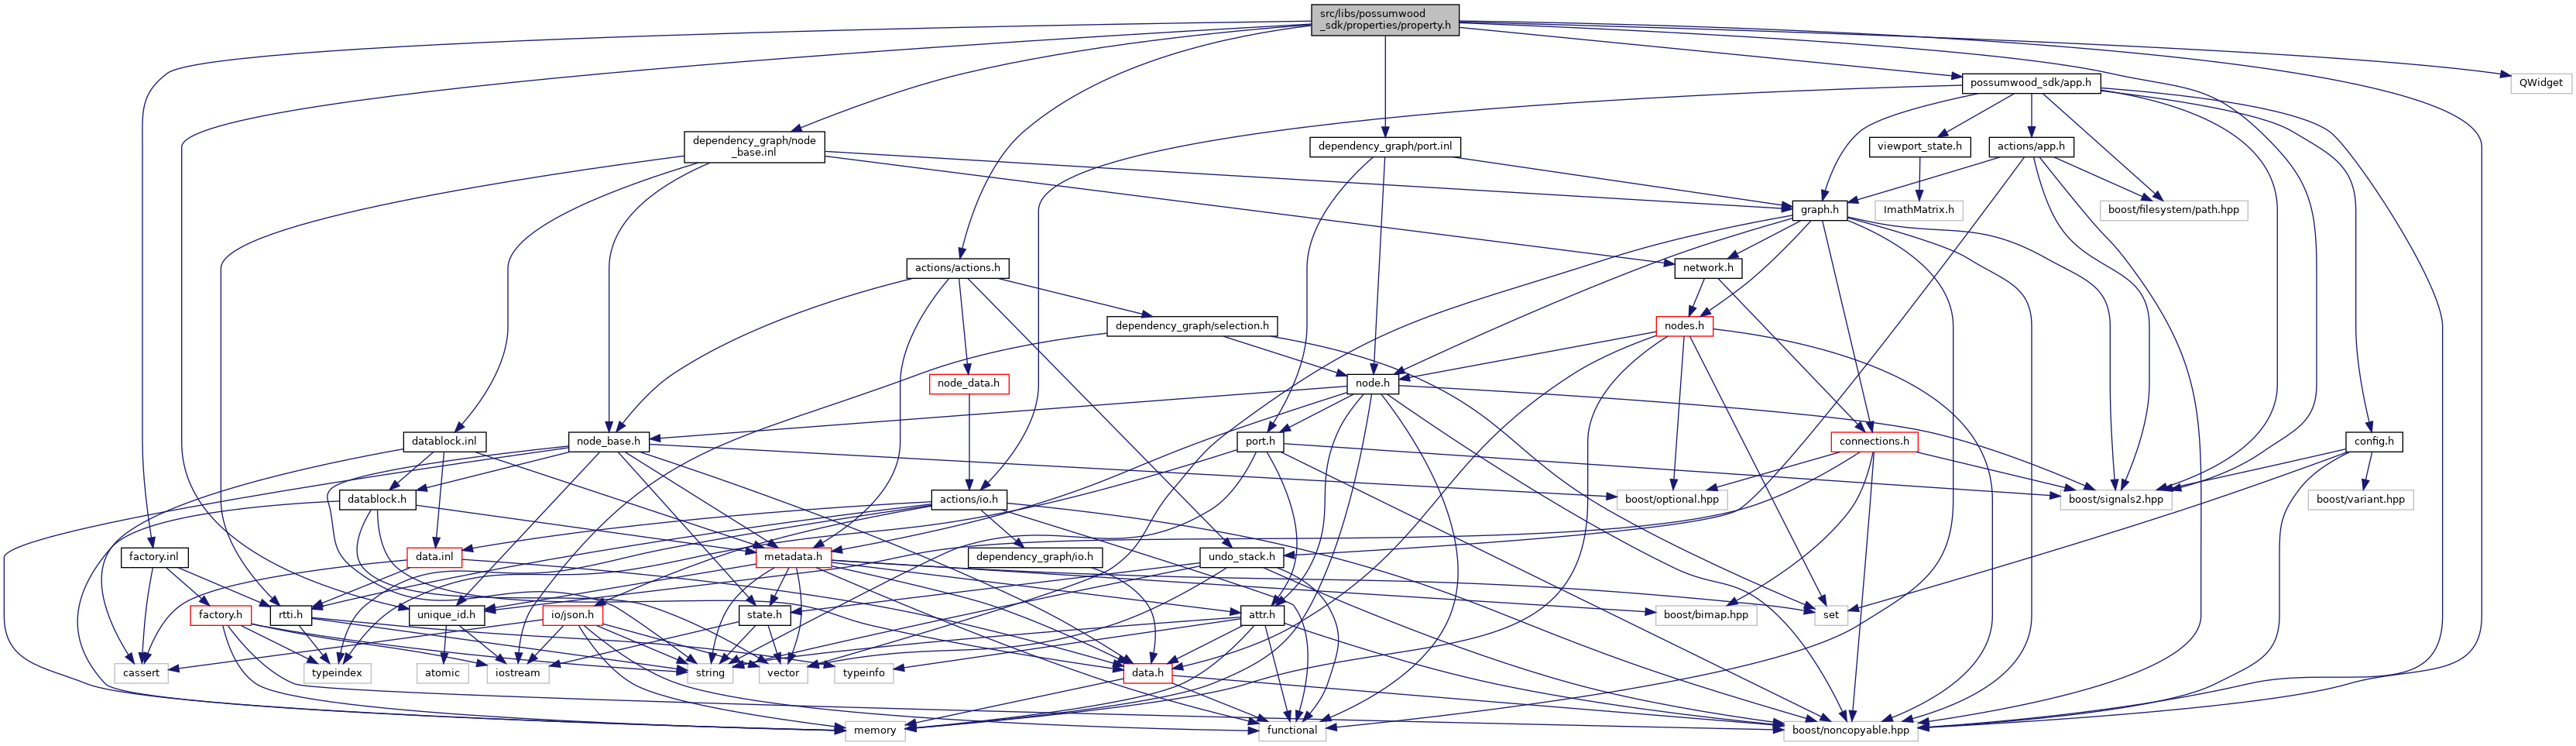 src/libs/possumwood
_sdk/properties/property.h
possumwood_sdk/app.h
QWidget
dependency_graph/node
_base.inl
dependency_graph/port.inl
viewport_state.h
actions/app.h
graph.h
ImathMatrix.h
boost/filesystem/path.hpp
actions/actions.h
network.h
dependency_graph/selection.h
nodes.h
node_data.h
node.h
datablock.inl
node_base.h
port.h
connections.h
config.h
datablock.h
actions/io.h
boost/optional.hpp
boost/signals2.hpp
boost/variant.hpp
factory.inl
data.inl
metadata.h
dependency_graph/io.h
undo_stack.h
factory.h
rtti.h
unique_id.h
io/json.h
state.h
attr.h
boost/bimap.hpp
set
cassert
typeindex
atomic
iostream
string
vector
typeinfo
data.h
memory
functional
boost/noncopyable.hpp